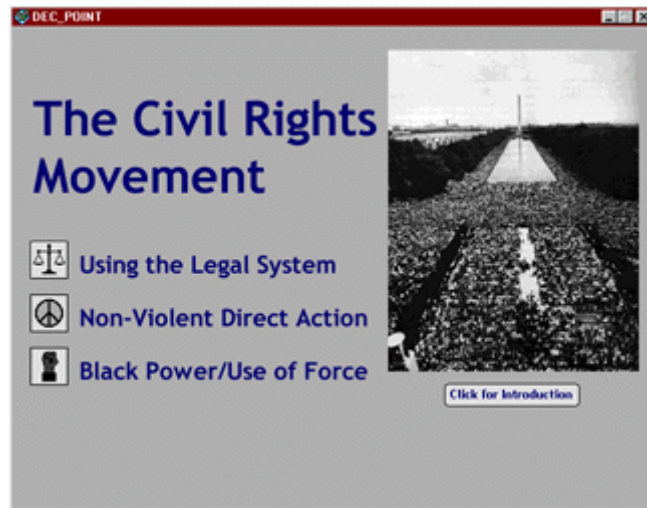 DEC_POINT
The Civil Rights
Movement
Using the Legal System
Non-Violent Direct Action
Black Power/Use of Force
Click for Introduction